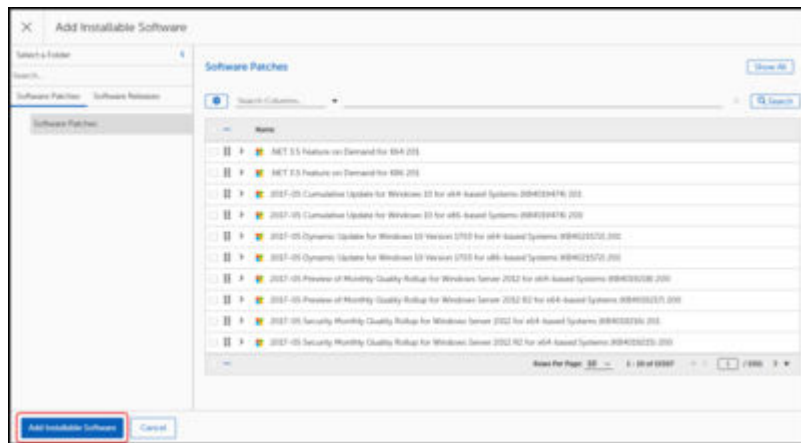 Add Installable Software
Select a Folder
Search...
Software Patches Software Releases
Software Patches
Software Patches
Show All
Search Columns...
Search
Name
.NET 3.5 Feature on Demand for X64 201
.NET 3.5 Feature on Demand for X86 201
2017-05 Cumulative Update for Windows 10 for x64-based Systems
2017-05 Cumulative Update for Windows 10 for x86-based Systems
2017-05 Dynamic Update for Windows 10 Version 1703 for x64-based Systems
2017-05 Dynamic Update for Windows 10 Version 1703 for x86-based Systems
2017-05 Preview of Monthly Quality Rollup for Windows Server 2012 for x64-based Systems
2017-05 Preview of Monthly Quality Rollup for Windows Server 2012 R2 for x64-based Systems
2017-05 Security Monthly Quality Rollup for Windows Server 2012 for x64-based Systems
2017-05 Security Monthly Quality Rollup for Windows Server 2012 R2 for x64-based Systems
Rows Per Page: 10 1 - 10 of
1
Add Installable Software Cancel